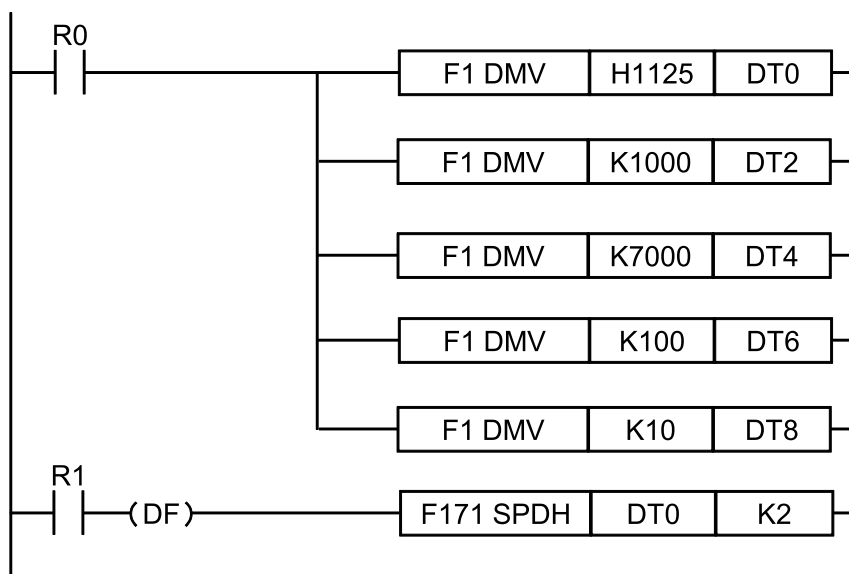 R0
F1 DMV H1125 DT0
F1 DMV K1000 DT2
F1 DMV K7000 DT4
F1 DMV K100 DT6
F1 DMV K10 DT8
R1
(DF) F171 SPDH DT0 K2